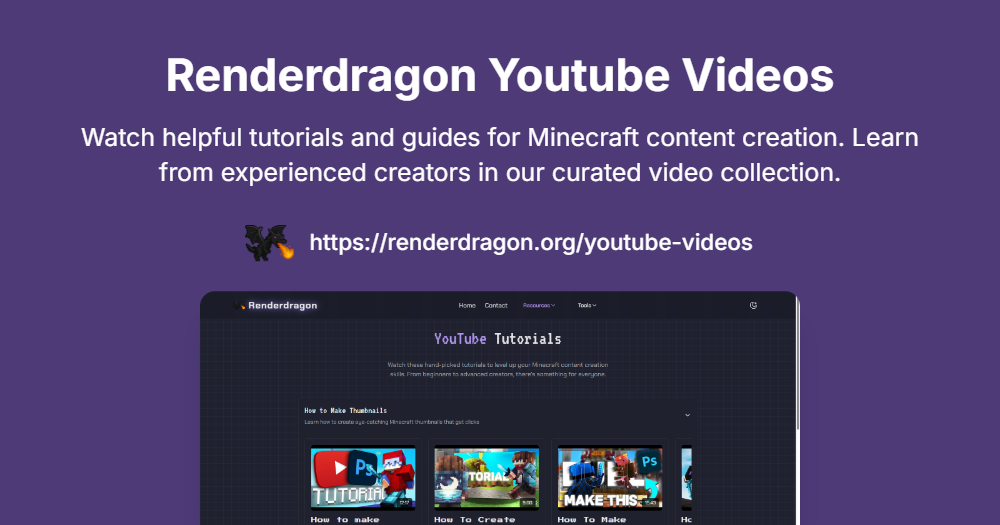 Renderdragon Youtube Videos
Watch helpful tutorials and guides for Minecraft content creation. Learn
from experienced creators in our curated video collection.
https://renderdragon.org/youtube-videos
Renderdragon
Home Contact Resources Tools
YouTube Tutorials
Watch these hand-picked tutorials to level up your Minecraft content creation
skills. From beginners to advanced creators, there's something for everyone.
How to Make Thumbnails
Learn how to create eye-catching Minecraft thumbnails that get clicks
Ps
TUTORIAL
TORIAL
Ps
MAKE THIS
How to make
How To Create
How To Make